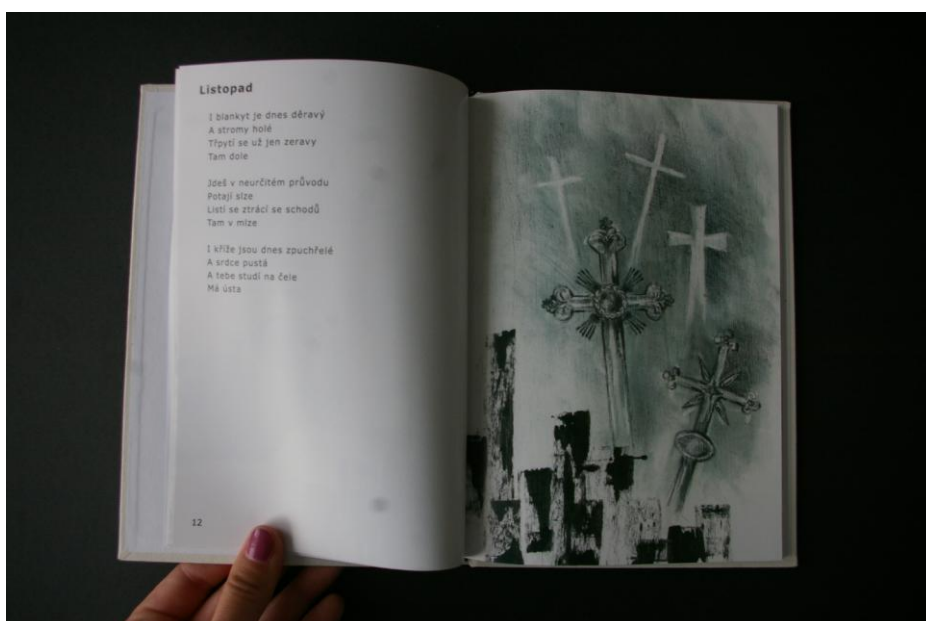 Listopad
I blankyt je dnes děravý
A stromy holé
Třpytí se už jen zeravy
Tam dole
Jdeš v neurčitém průvodu
Potají slze
Listí se ztrácí se schodů
Tam v mlze
I kříže jsou dnes zpuchřelé
A srdce pustá
A tebe studí na čele
Má ústa
12